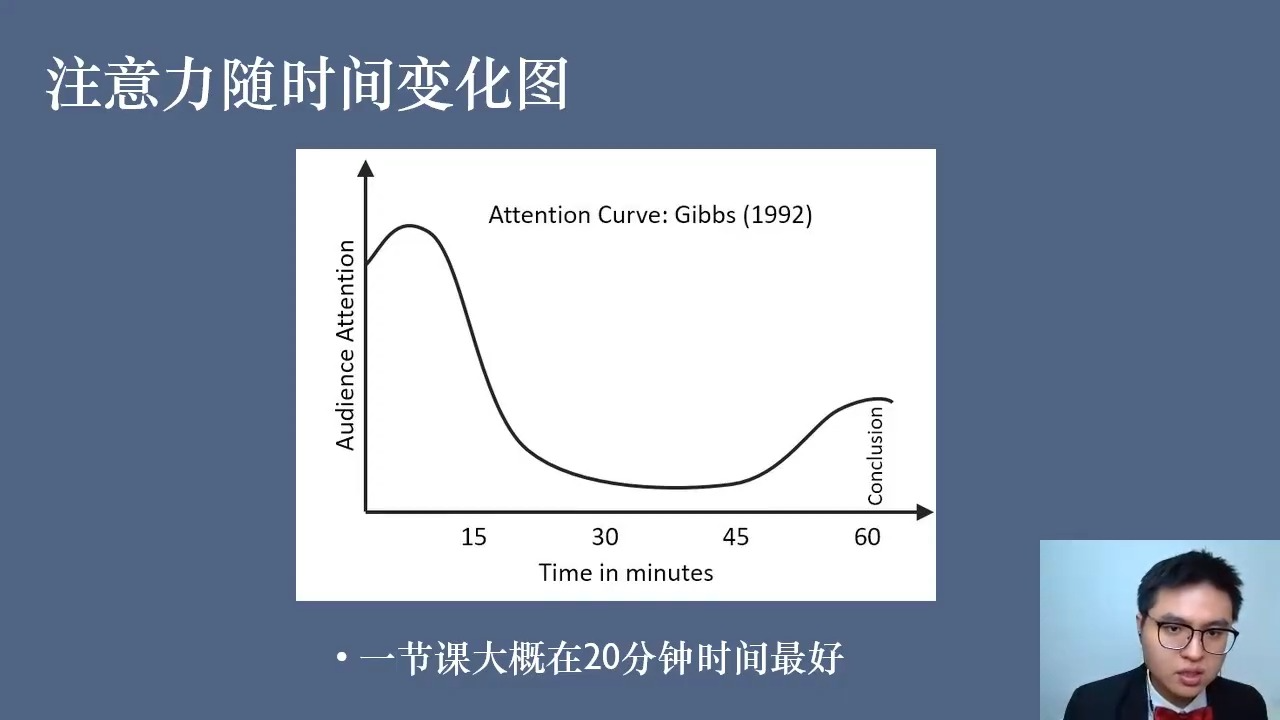 注意力随时间变化图
Attention Curve: Gibbs (1992)
Audience Attention
Conclusion
15 30 45 60
Time in minutes
• 一节课大概在20分钟时间最好